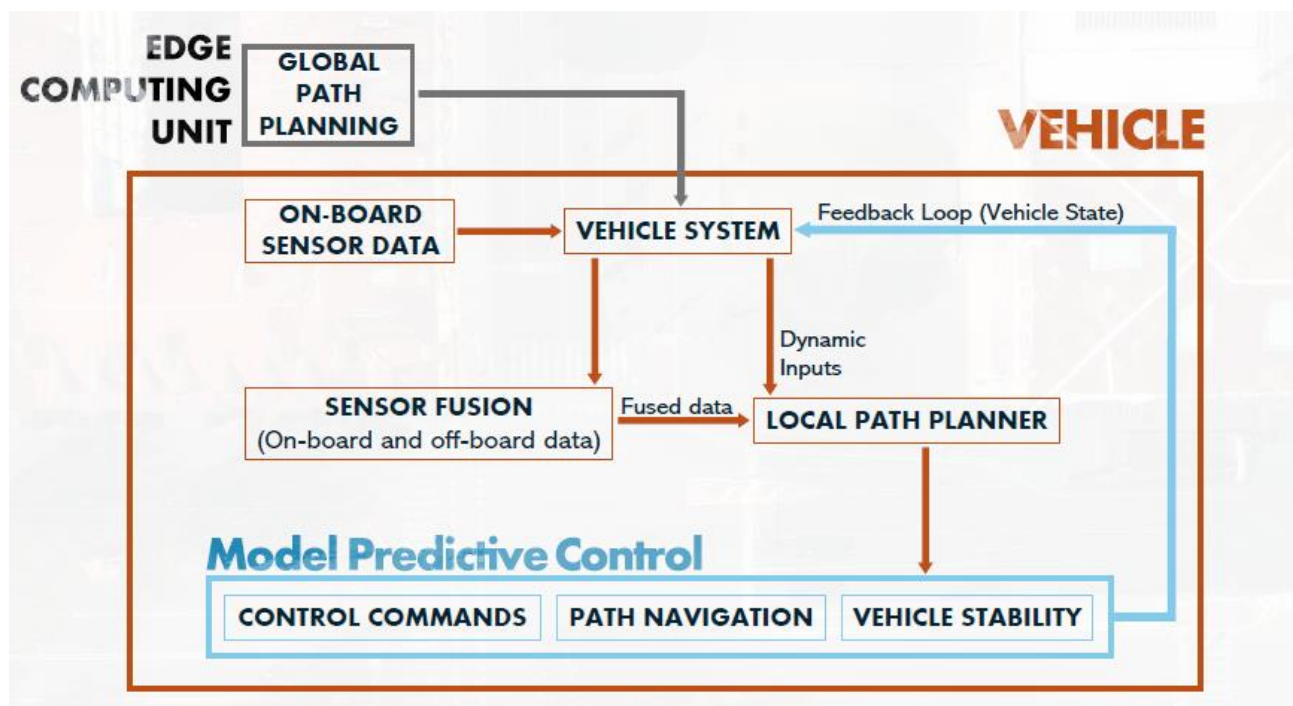 EDGE
COMPUTING
UNIT
GLOBAL
PATH
PLANNING
VEHICLE
ON-BOARD
SENSOR DATA
VEHICLE SYSTEM
Feedback Loop (Vehicle State)
Dynamic
Inputs
SENSOR FUSION
(On-board and off-board data)
Fused data
LOCAL PATH PLANNER
Model Predictive Control
CONTROL COMMANDS
PATH NAVIGATION
VEHICLE STABILITY